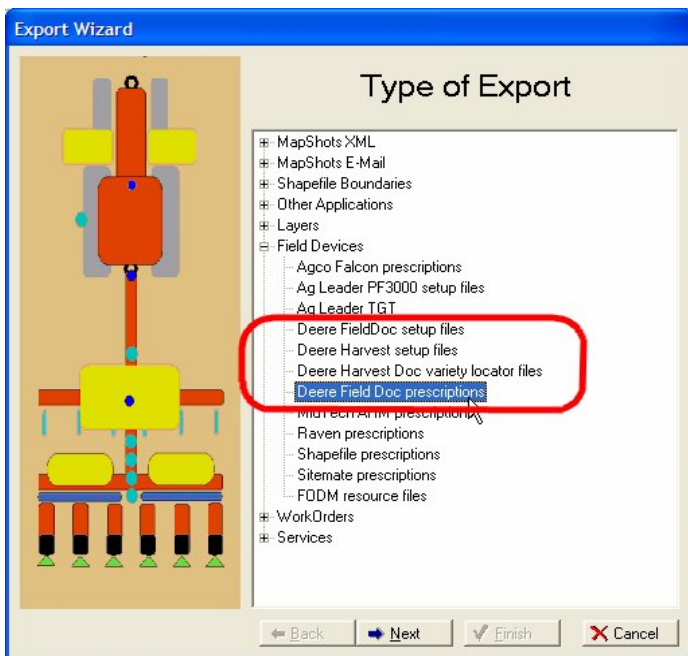 Export Wizard
Type of Export
MapShots XML
MapShots E-Mail
Shapefile Boundaries
Other Applications
Layers
Field Devices
Agco Falcon prescriptions
Ag Leader PF3000 setup files
Ag Leader TGT
Deere FieldDoc setup files
Deere Harvest setup files
Deere Harvest Doc variety locator files
Deere Field Doc prescriptions
MidTech prescriptions
Raven prescriptions
Shapefile prescriptions
Sitemate prescriptions
FODM resource files
WorkOrders
Services
Back Next Finish Cancel